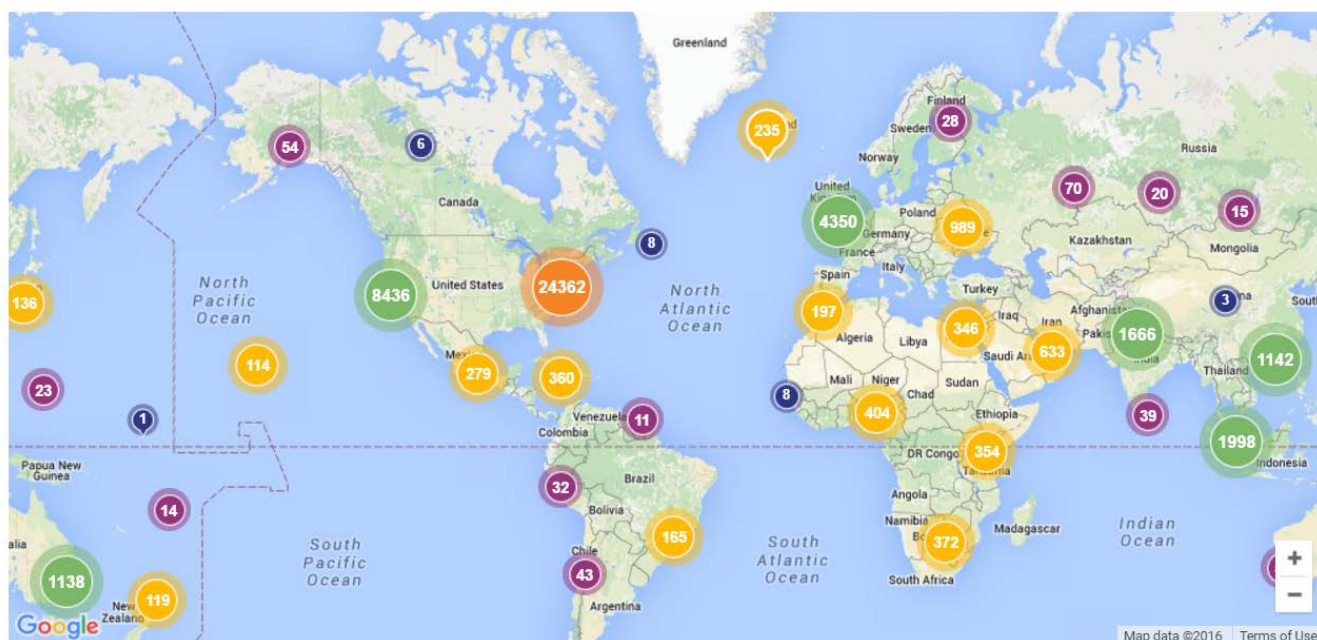 Greenland
235
Finland
28
Sweden
Norway
Russia
54
6
70
20
15
United
Canada
4350
Poland
989
8
Germany
Kazakhstan
Mongolia
France
Italy
North
Pacific
Ocean
8436
United States
24362
North
Atlantic
Ocean
Spain
Turkey
136
197
346
Iraq
Iran
Afghanistan
1666
3
Algeria
Libya
633
1142
114
279
360
Mali
Niger
Chad
Sudan
Thailand
23
8
404
Ethiopia
39
1
Venezuela
11
Colombia
1998
Indonesia
Papua New
Guinea
DR Congo
354
Tanzania
32
Brazil
14
Bolivia
Angola
165
Namibia
Madagascar
Indian
Ocean
South
Pacific
Ocean
South
Atlantic
Ocean
372
1138
Chile
43
South Africa
119
New
Zealand
Argentina
+
−
Google
Map data ©2016
Terms of Use